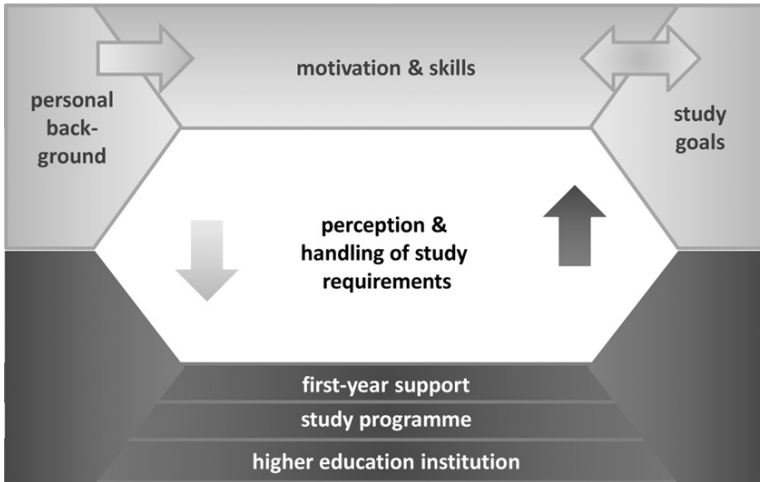 motivation & skills
personal
back-
ground
study
goals
perception &
handling of study
requirements
first-year support
study programme
higher education institution